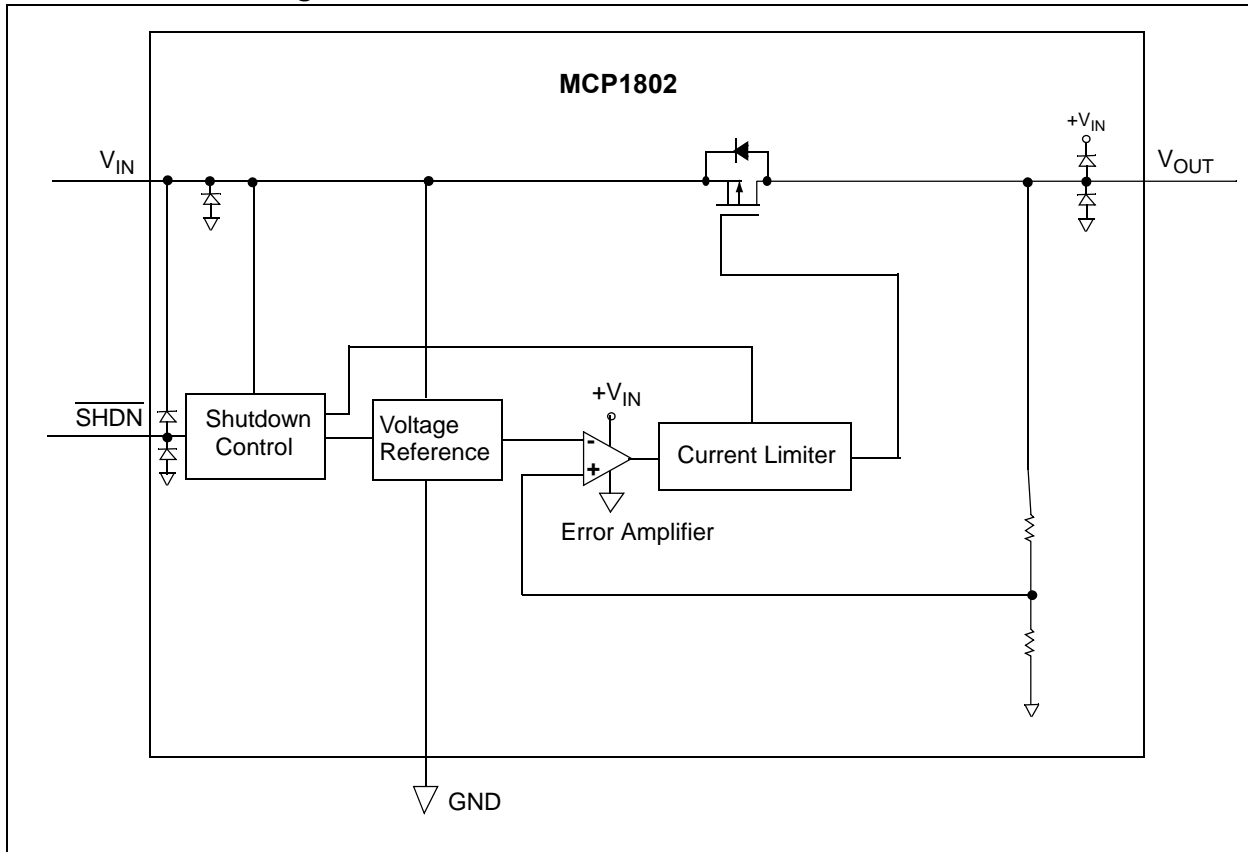 MCP1802
+VIN
VIN
VOUT
SHDN
Shutdown
Control
Voltage
Reference
+VIN
-
+
Current Limiter
Error Amplifier
GND